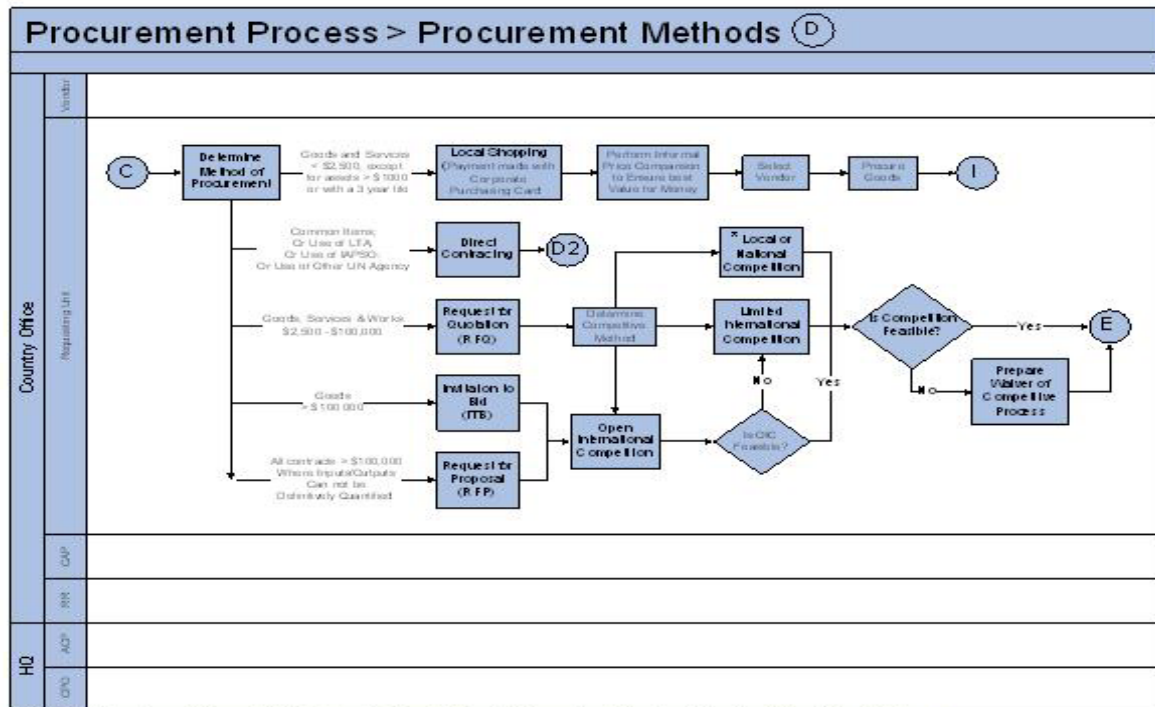 Procurement Process > Procurement Methods D
Country Office
HQ
Vendor
Requesting Unit
CAP
RR
ACP
CPO
C
Determine
Method of
Procurement
Goods and Services
< $2,500, except
for assets > $1000
or with a 3 year life
Local Shopping
(Payment made with
Corporate
Purchasing Card
Perform Informal
Price Comparison
to Ensure best
Value for Money
Select
Vendor
Procure
Goods
I
Common Items;
Or Use of LTA;
Or Use of IAPSO;
Or Use of Other UN Agency
Direct
Contracing
D2
* Local or
National
Competition
Goods, Services & Works
$2,500 - $100,000
Request for
Quotation
(RFQ)
Determine
Competitive
Method
Limited
International
Competition
Is Competition
Feasible?
Yes
E
No
Prepare
Waiver of
Competitive
Process
Goods
> $100,000
Invitation to
Bid
(ITB)
No
Yes
Open
International
Competition
Is OIC
Feasible?
All contracts > $100,000
Where Inputs/Outputs
Can not be
Definitively Quantified
Request for
Proposal
(RFP)